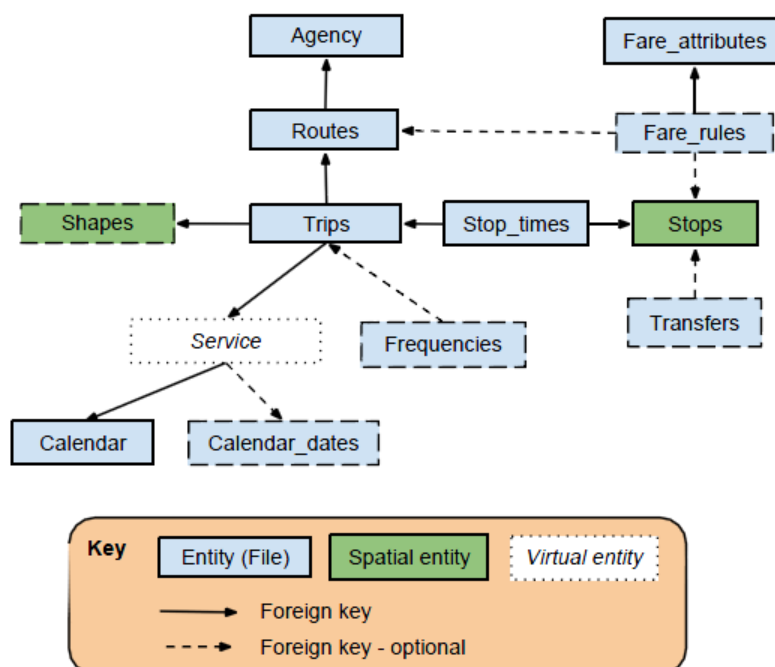 Agency
Fare_attributes
Routes
Fare_rules
Shapes
Trips
Stop_times
Stops
Service
Frequencies
Transfers
Calendar
Calendar_dates
Key
Entity (File)
Spatial entity
Virtual entity
Foreign key
Foreign key - optional